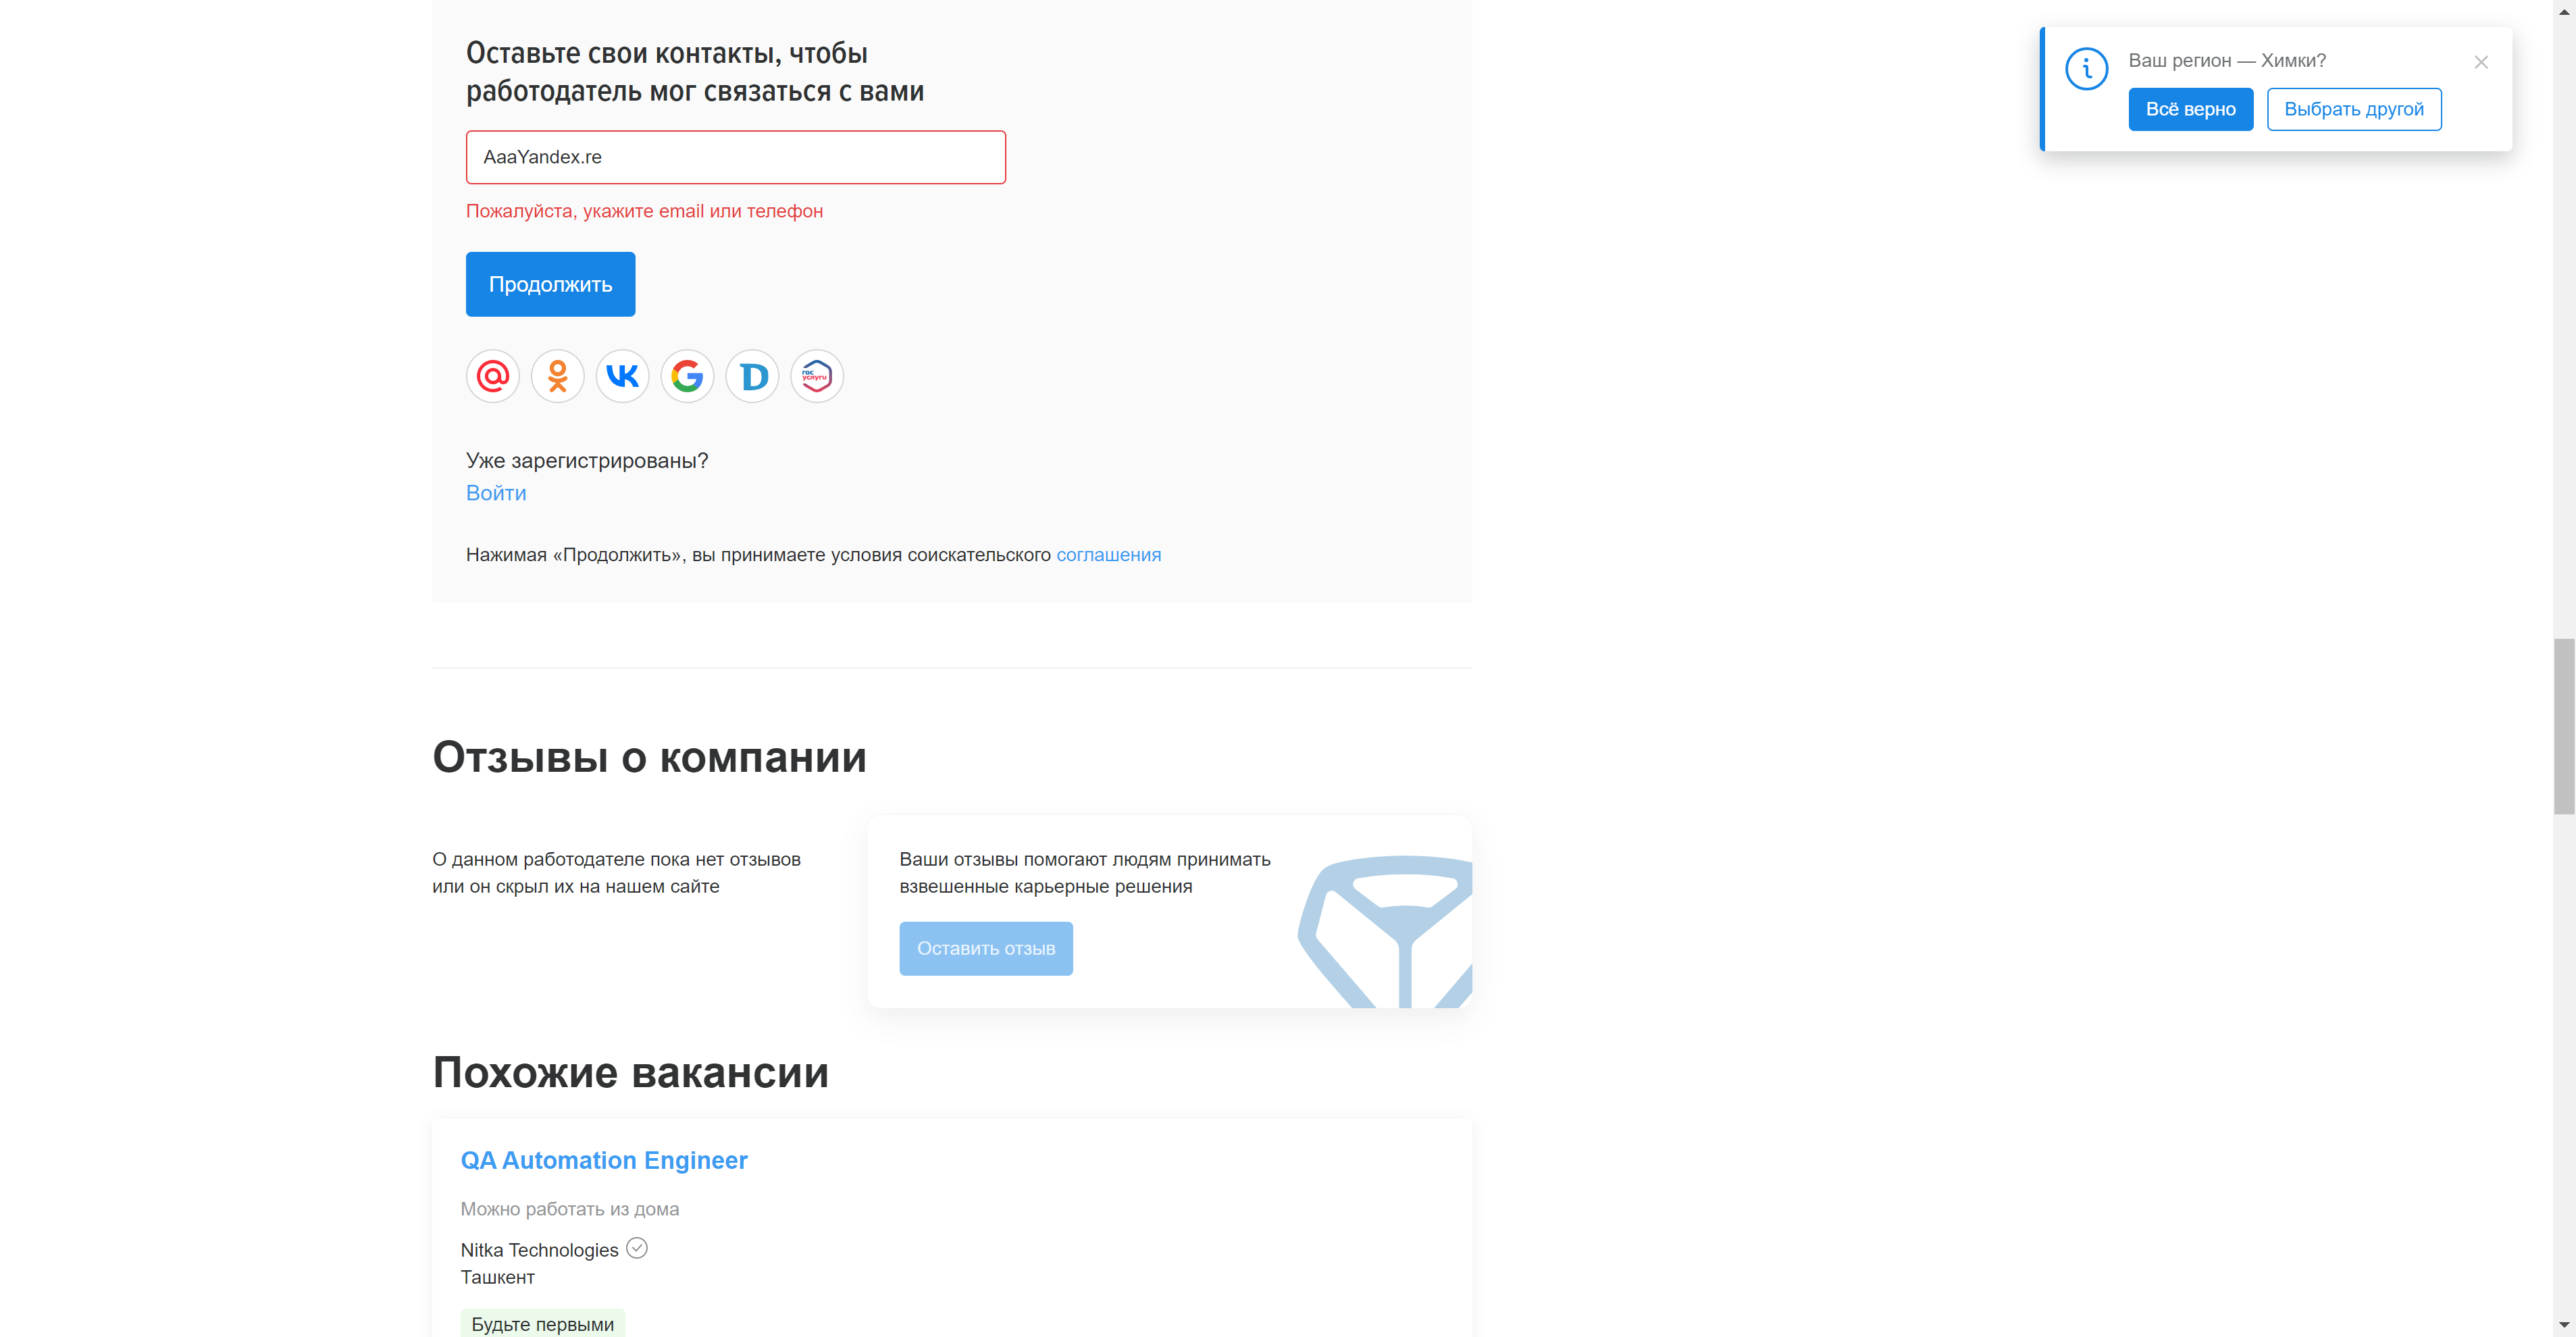 Оставьте свои контакты, чтобы
работодатель мог связаться с вами
AaaYandex.re
Пожалуйста, укажите email или телефон
Продолжить
гос
услуги
Уже зарегистрированы?
Войти
Нажимая «Продолжить», вы принимаете условия соискательского соглашения
Ваш регион — Химки?
Всё верно
Выбрать другой
Отзывы о компании
О данном работодателе пока нет отзывов
или он скрыл их на нашем сайте
Ваши отзывы помогают людям принимать
взвешенные карьерные решения
Оставить отзыв
Похожие вакансии
QA Automation Engineer
Можно работать из дома
Nitka Technologies
Ташкент
Будьте первыми